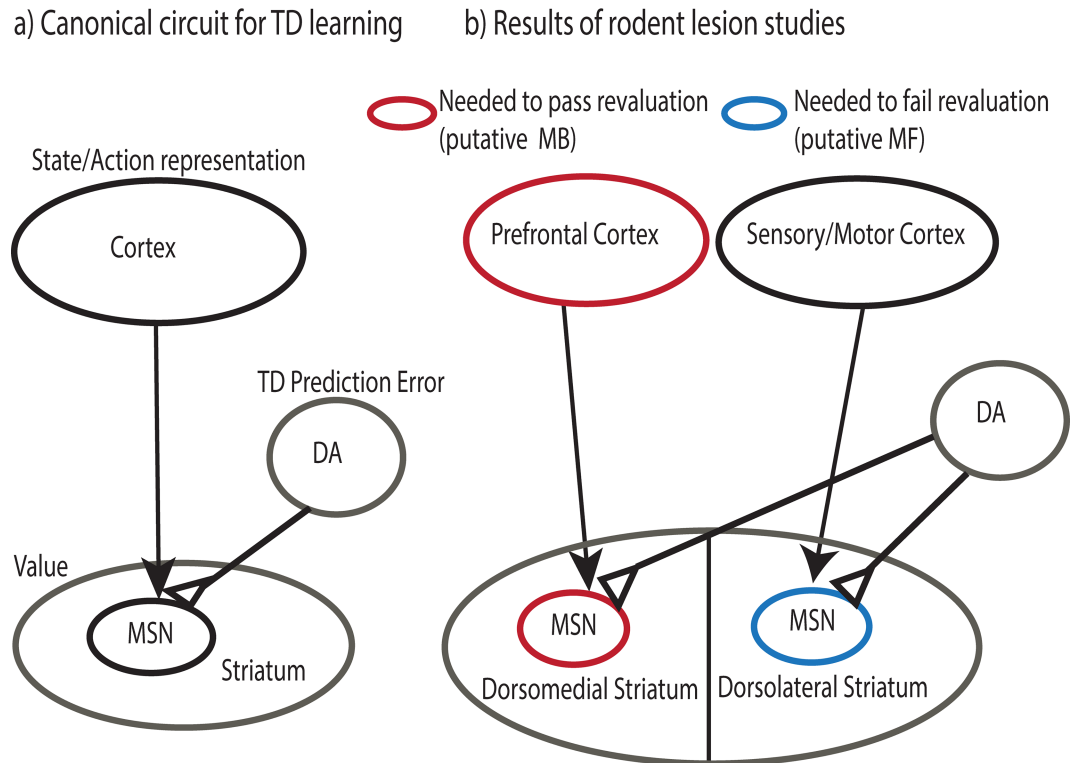 a) Canonical circuit for TD learning
b) Results of rodent lesion studies
Needed to pass revaluation
(putative MB)
Needed to fail revaluation
(putative MF)
State/Action representation
Cortex
Prefrontal Cortex
Sensory/Motor Cortex
TD Prediction Error
DA
DA
Value
MSN
Striatum
MSN
MSN
Dorsomedial Striatum
Dorsolateral Striatum